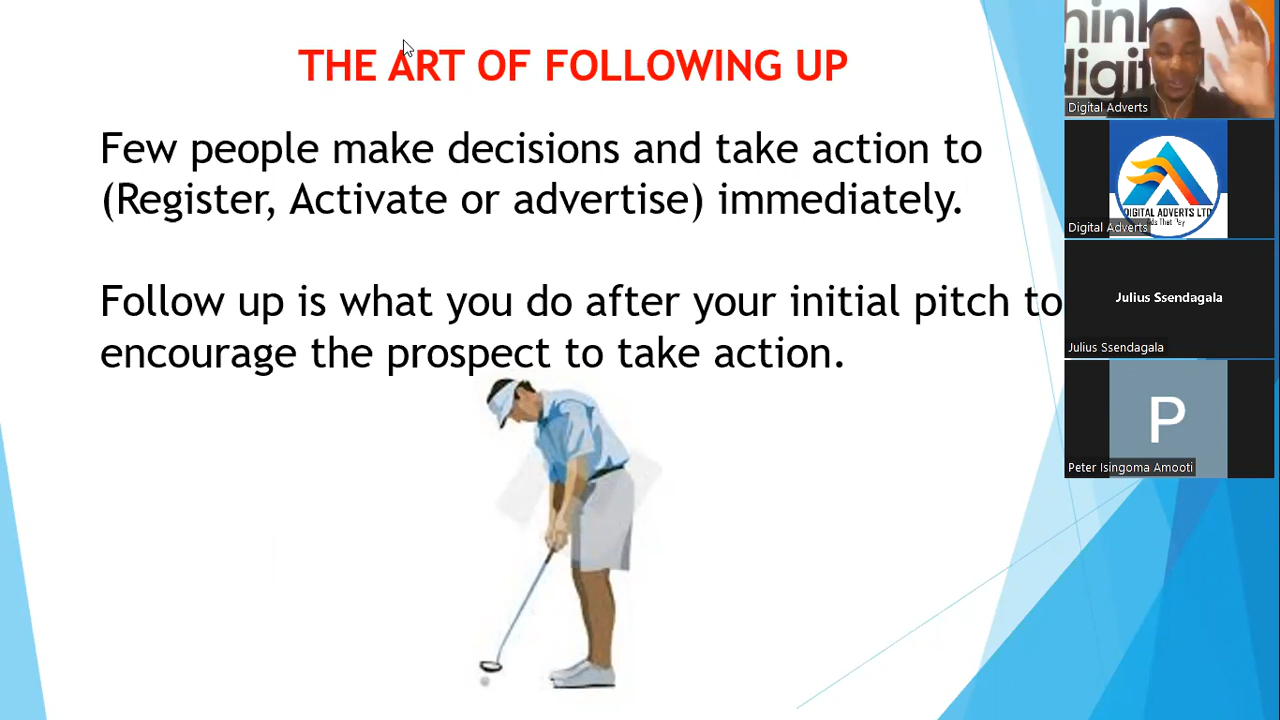 THE ART OF FOLLOWING UP
Few people make decisions and take action to
(Register, Activate or advertise) immediately.
Follow up is what you do after your initial pitch to
encourage the prospect to take action.
hink
digit
Digital Adverts
DIGITAL ADVERTS LTD
Digital Adverts
Julius Ssendagala
Julius Ssendagala
P
Peter Isingoma Amooti